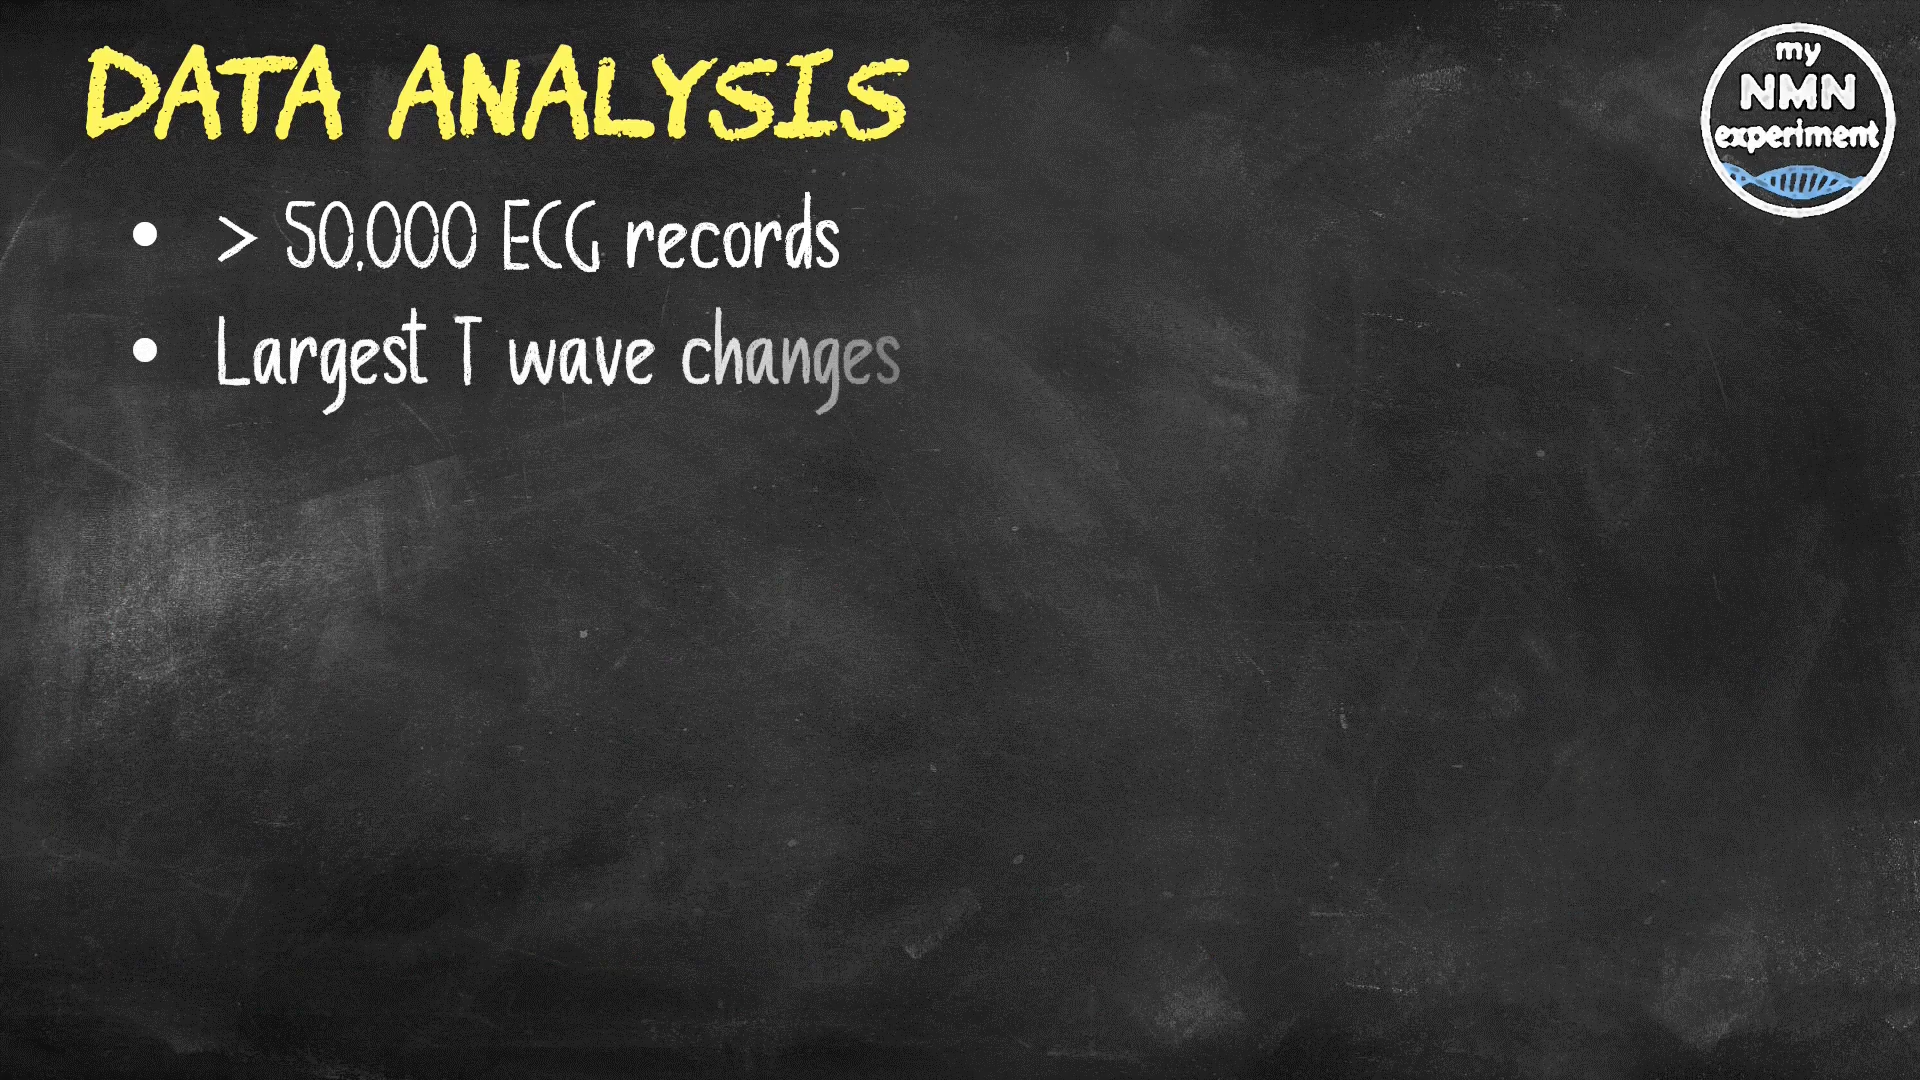 DATA ANALYSIS
• > 50,000 ECG records
• Largest T wave changes
my
NMN
experiment